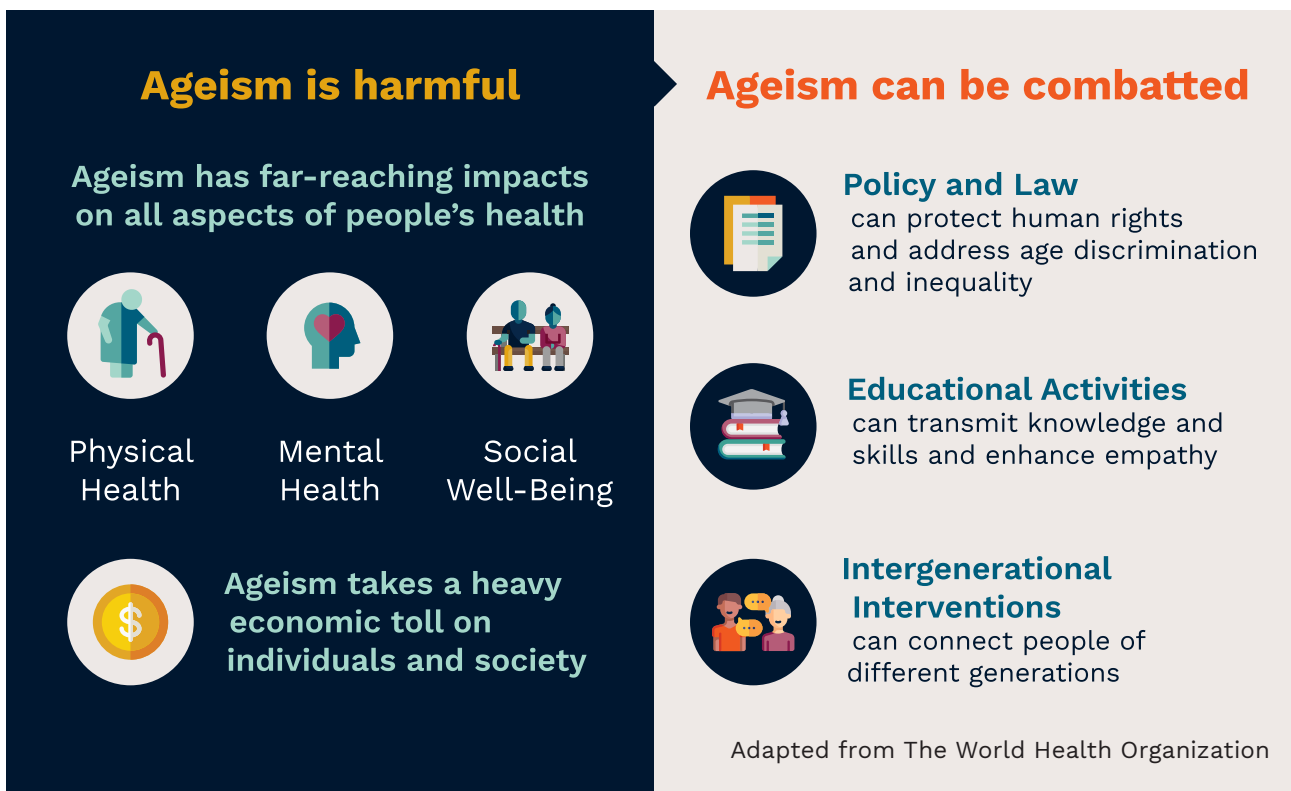 Ageism is harmful
Ageism has far-reaching impacts
on all aspects of people's health
Physical
Health
Mental
Health
Social
Well-Being
$
Ageism takes a heavy
economic toll on
individuals and society
Ageism can be combatted
Policy and Law
can protect human rights
and address age discrimination
and inequality
Educational Activities
can transmit knowledge and
skills and enhance empathy
Intergenerational
Interventions
can connect people of
different generations
Adapted from The World Health Organization